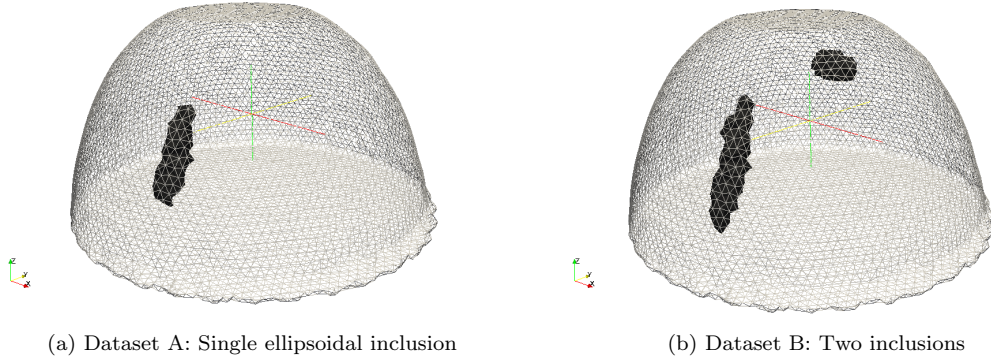 Z
Y
X
Z
Y
X
(a) Dataset A: Single ellipsoidal inclusion
(b) Dataset B: Two inclusions